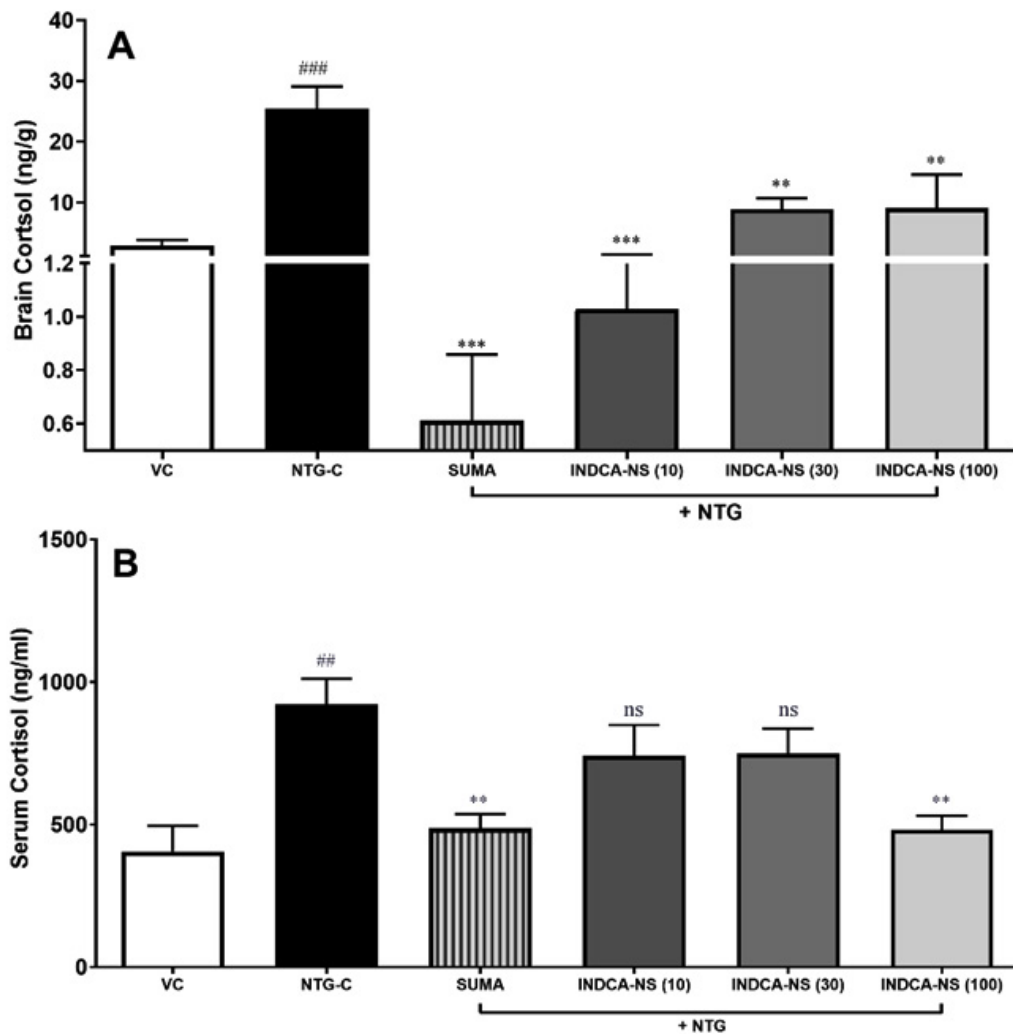 A
40
30
20
10
1.2
1.0
0.8
0.6
Brain Cortsol (ng/g)
###
***
***
**
**
VC NTG-C SUMA INDCA-NS (10) INDCA-NS (30) INDCA-NS (100)
+ NTG
B
1500
1000
500
0
Serum Cortisol (ng/ml)
##
**
ns
ns
**
VC NTG-C SUMA INDCA-NS (10) INDCA-NS (30) INDCA-NS (100)
+ NTG